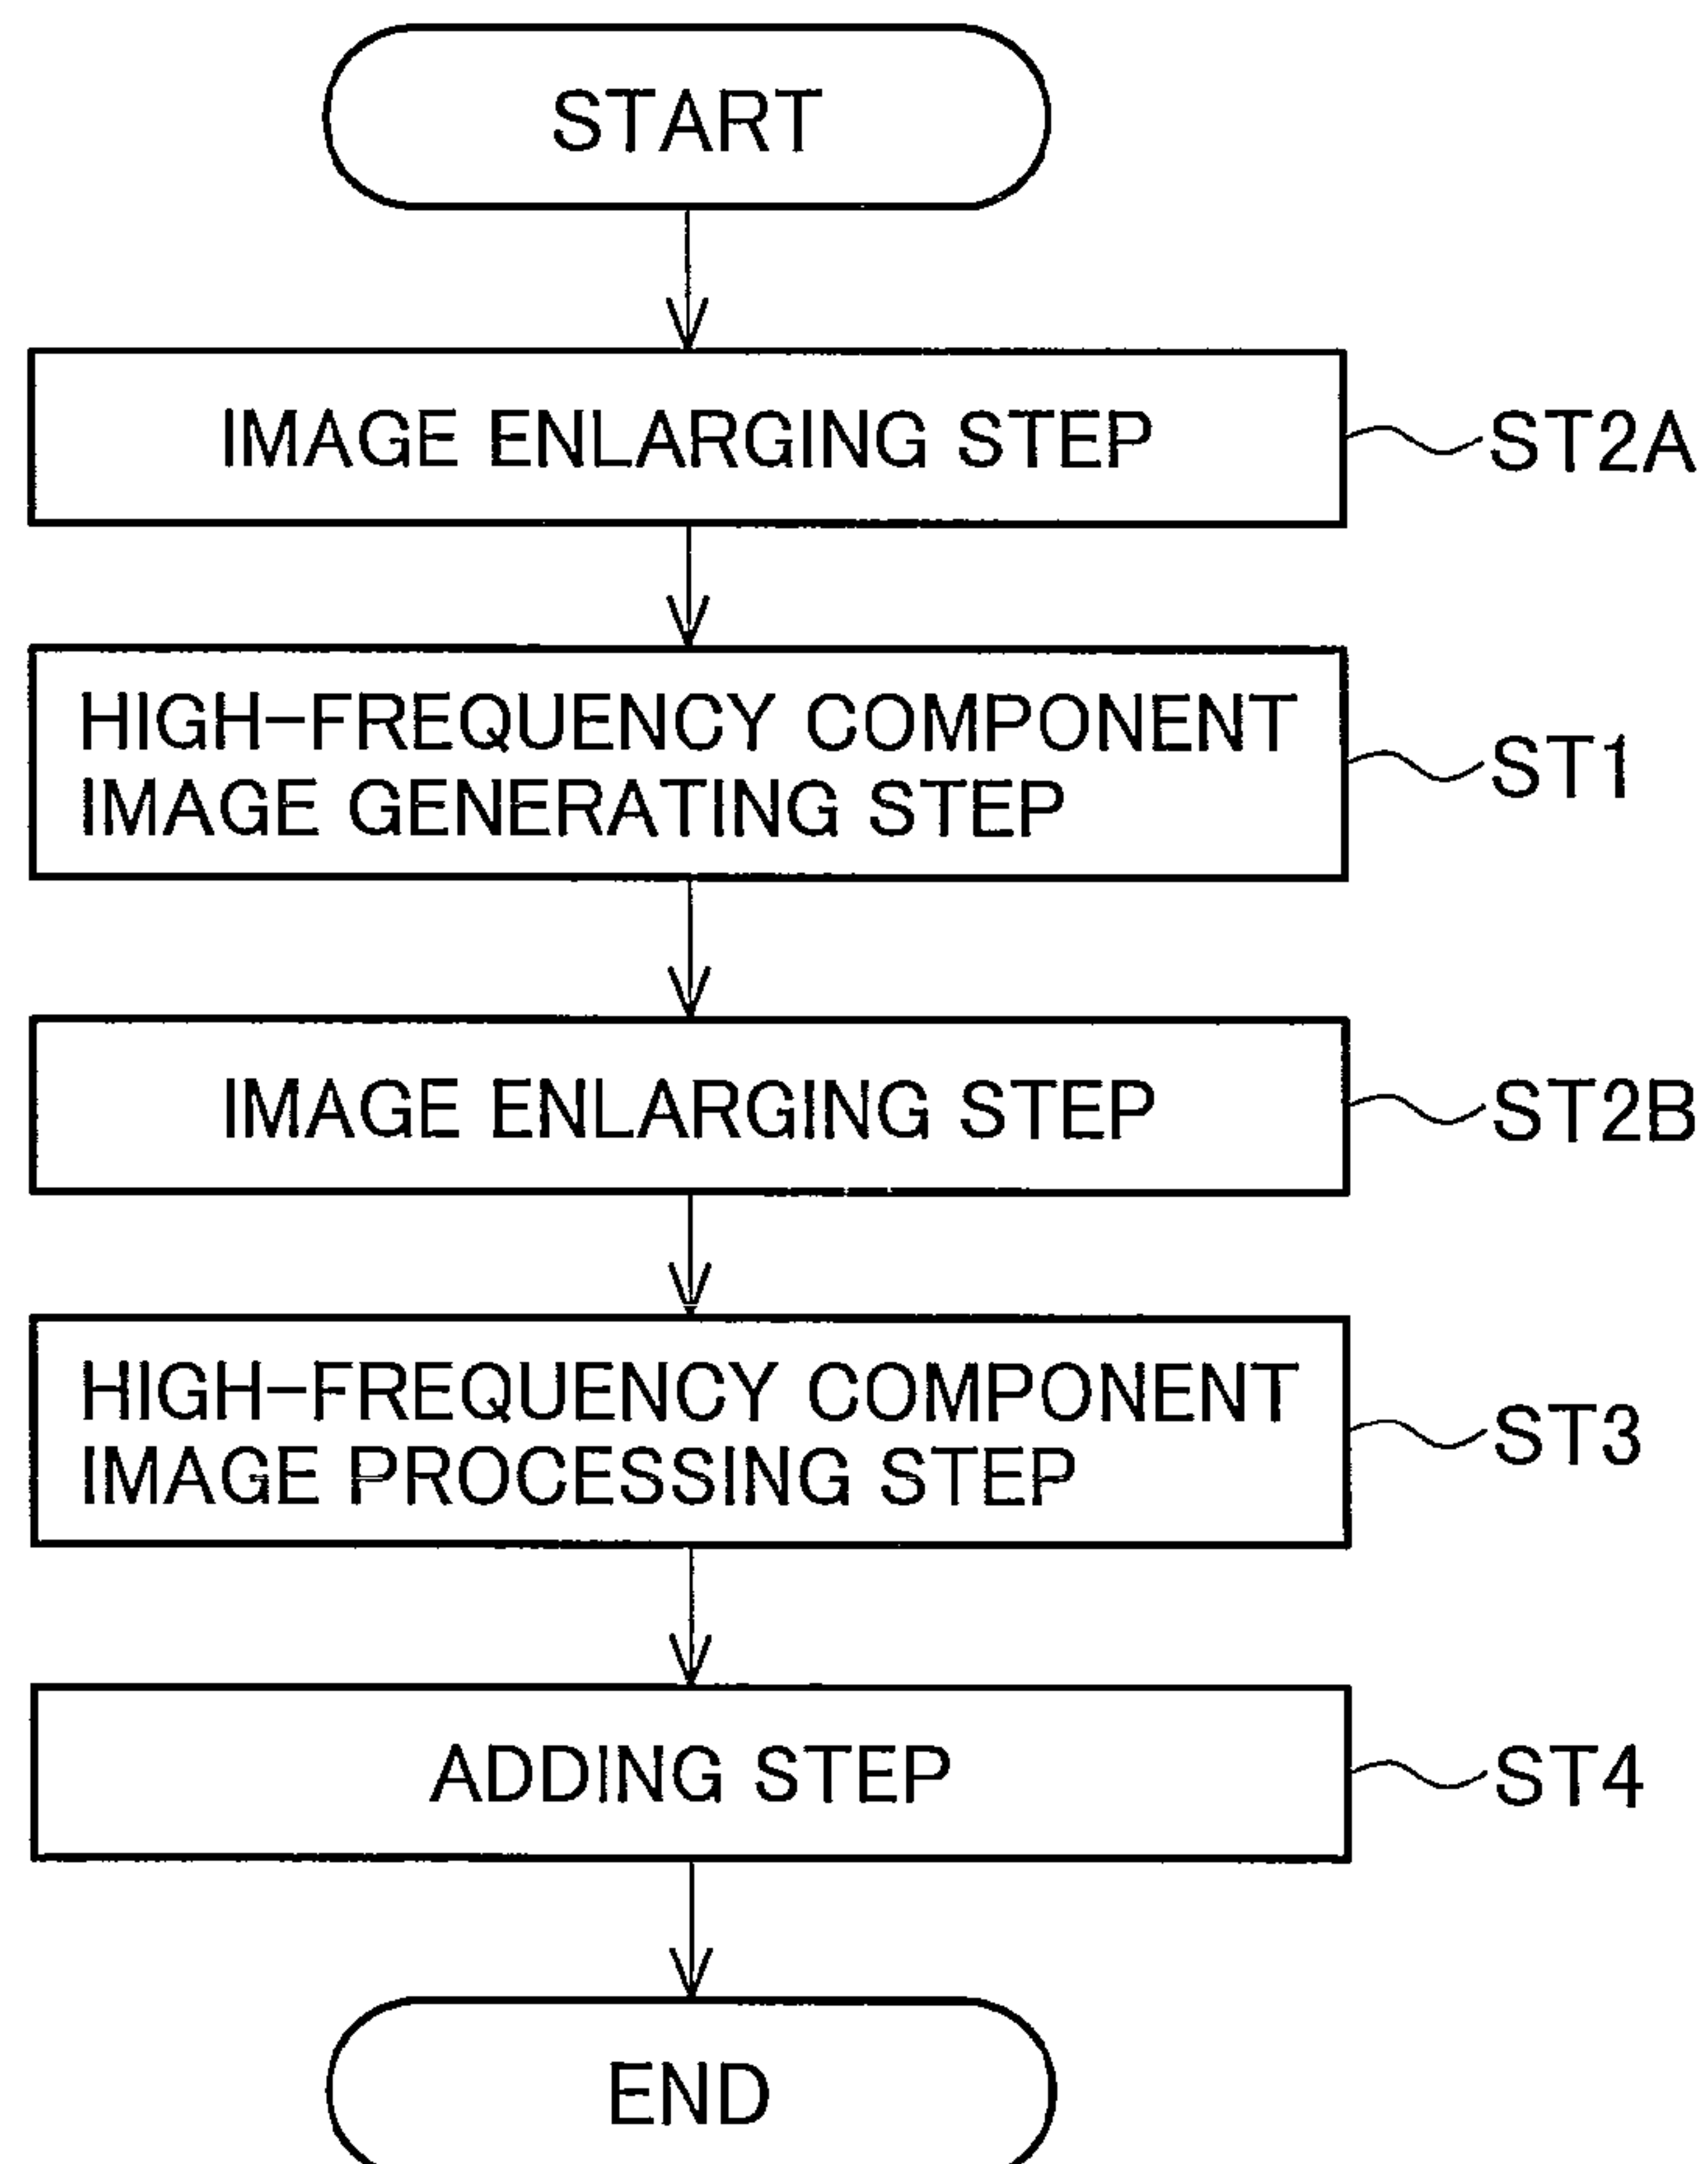 START
IMAGE ENLARGING STEP
ST2A
HIGH-FREQUENCY COMPONENT
IMAGE GENERATING STEP
ST1
IMAGE ENLARGING STEP
ST2B
HIGH-FREQUENCY COMPONENT
IMAGE PROCESSING STEP
ST3
ADDING STEP
ST4
END